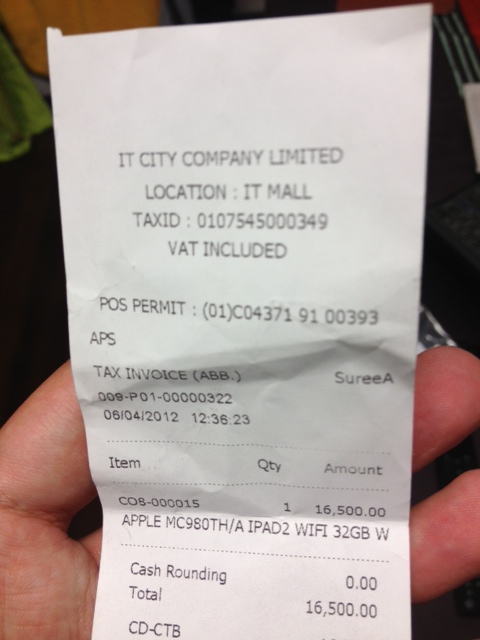 IT CITY COMPANY LIMITED
LOCATION : IT MALL
TAXID : 0107545000349
VAT INCLUDED
POS PERMIT : (01)C04371 91 00393
APS
TAX INVOICE (ABB.) SureeA
009-P01-00000322
06/04/2012 12:36:23
Item Qty Amount
CO8-000015 1 16,500.00
APPLE MC980TH/A IPAD2 WIFI 32GB W
Cash Rounding 0.00
Total 16,500.00
CD-CTB